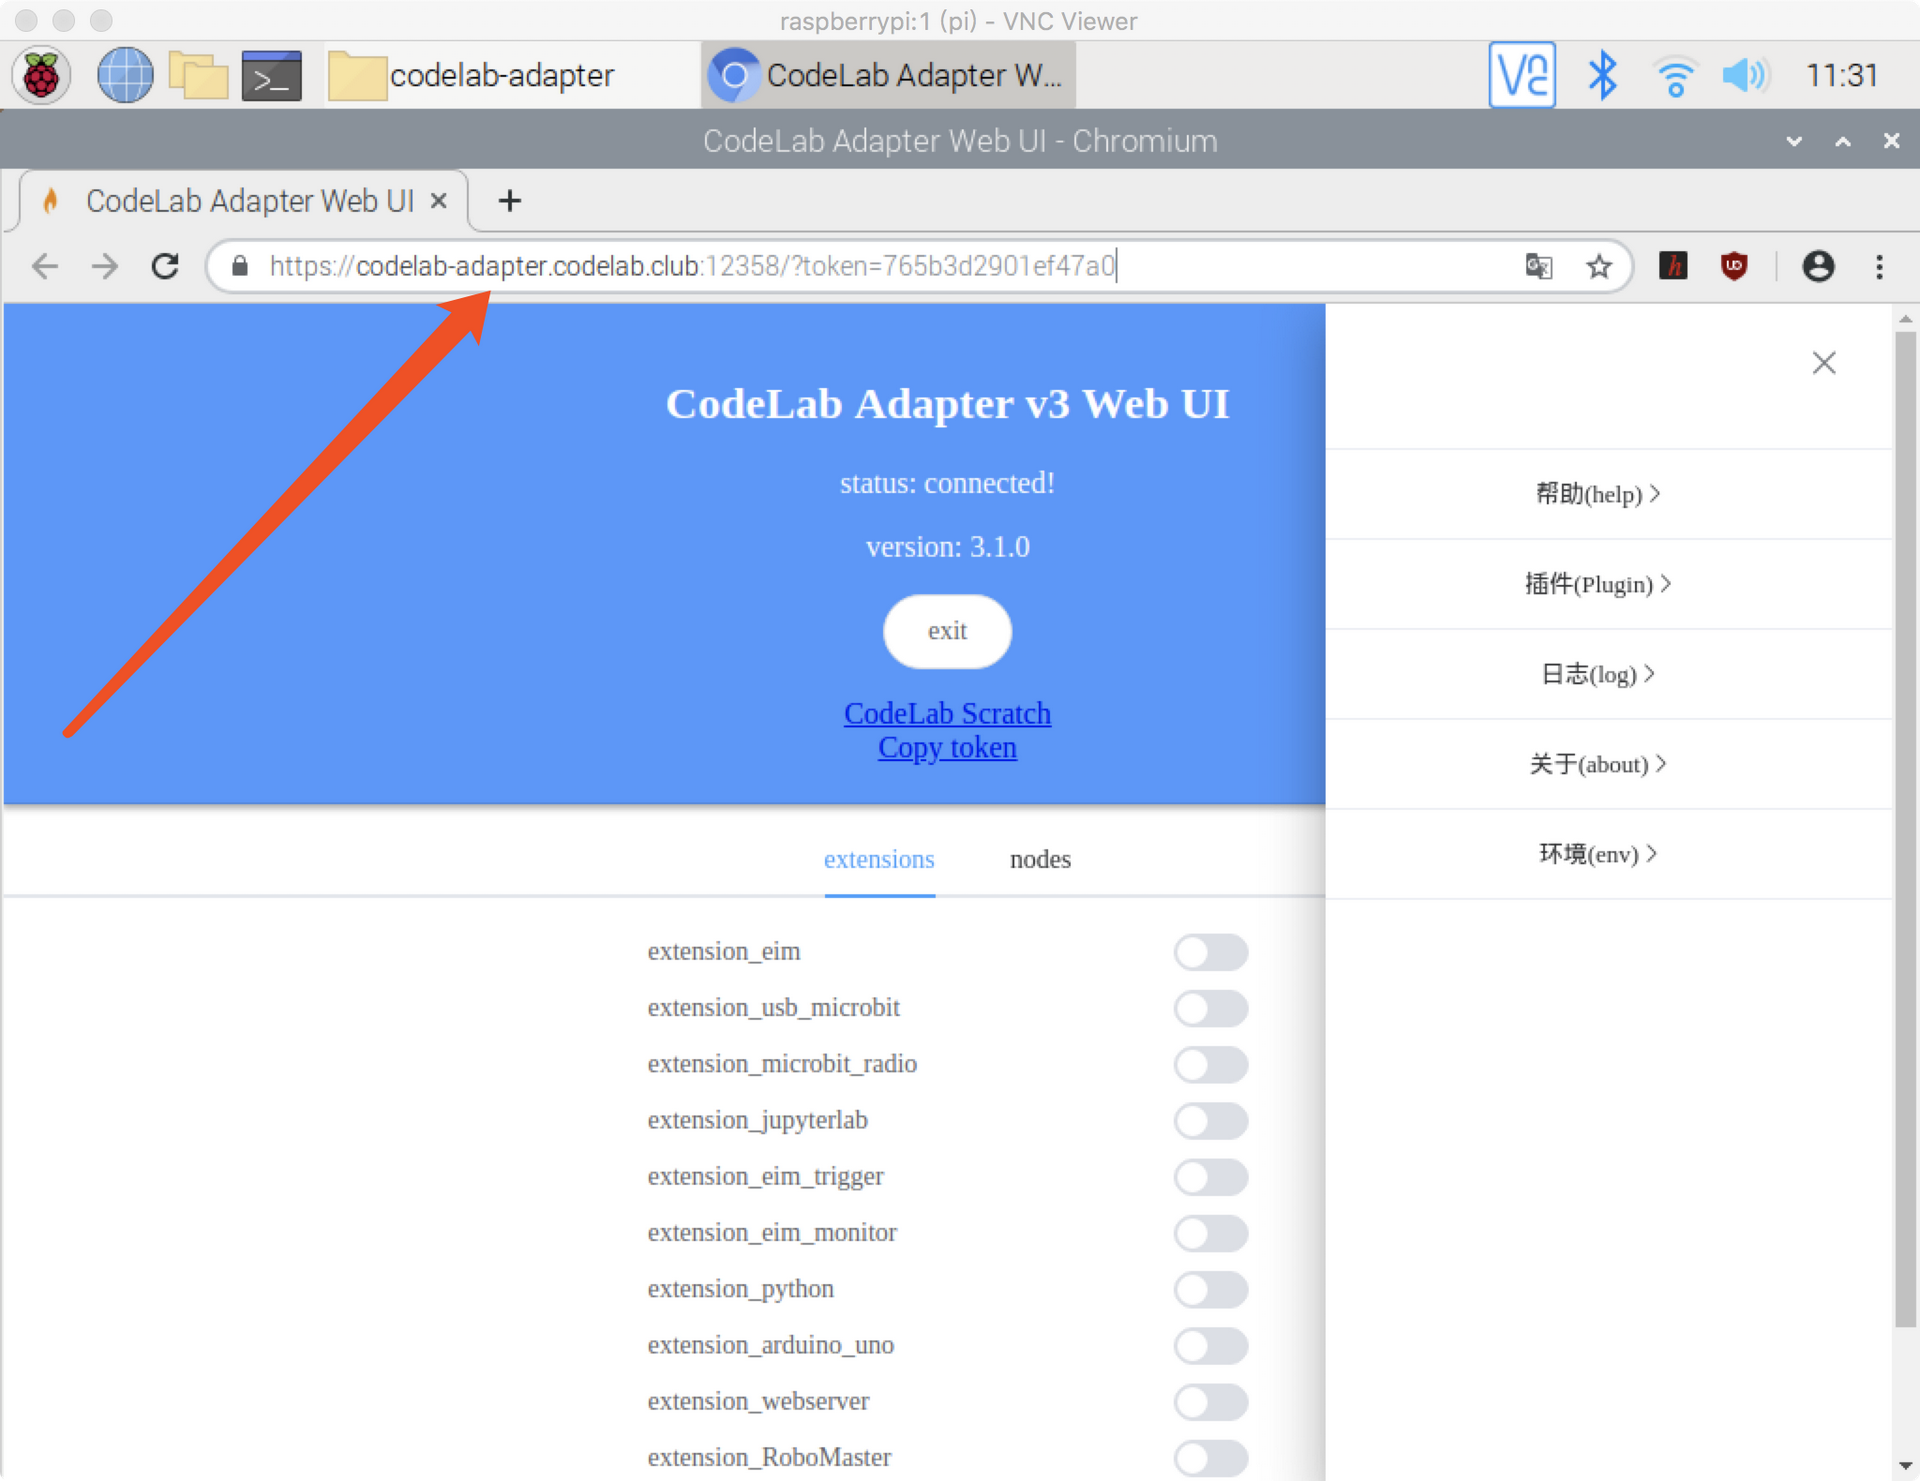 raspberrypi:1 (pi) - VNC Viewer
codelab-adapter
CodeLab Adapter W...
11:31
CodeLab Adapter Web UI - Chromium
CodeLab Adapter Web UI
https://codelab-adapter.codelab.club:12358/?token=765b3d2901ef47a0
CodeLab Adapter v3 Web UI
status: connected!
version: 3.1.0
exit
CodeLab Scratch
Copy token
extensions nodes
extension_eim
extension_usb_microbit
extension_microbit_radio
extension_jupyterlab
extension_eim_trigger
extension_eim_monitor
extension_python
extension_arduino_uno
extension_webserver
extension_RoboMaster
帮助(help)
插件(Plugin)
日志(log)
关于(about)
环境(env)